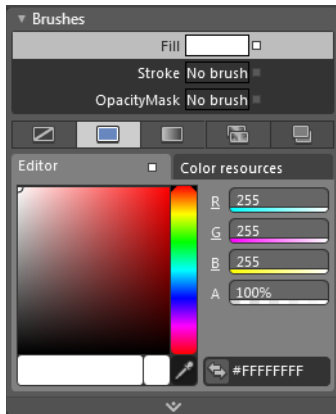 Brushes
Fill
Stroke No brush
OpacityMask No brush
Editor Color resources
R 255
G 255
B 255
A 100%
#FFFFFFFF